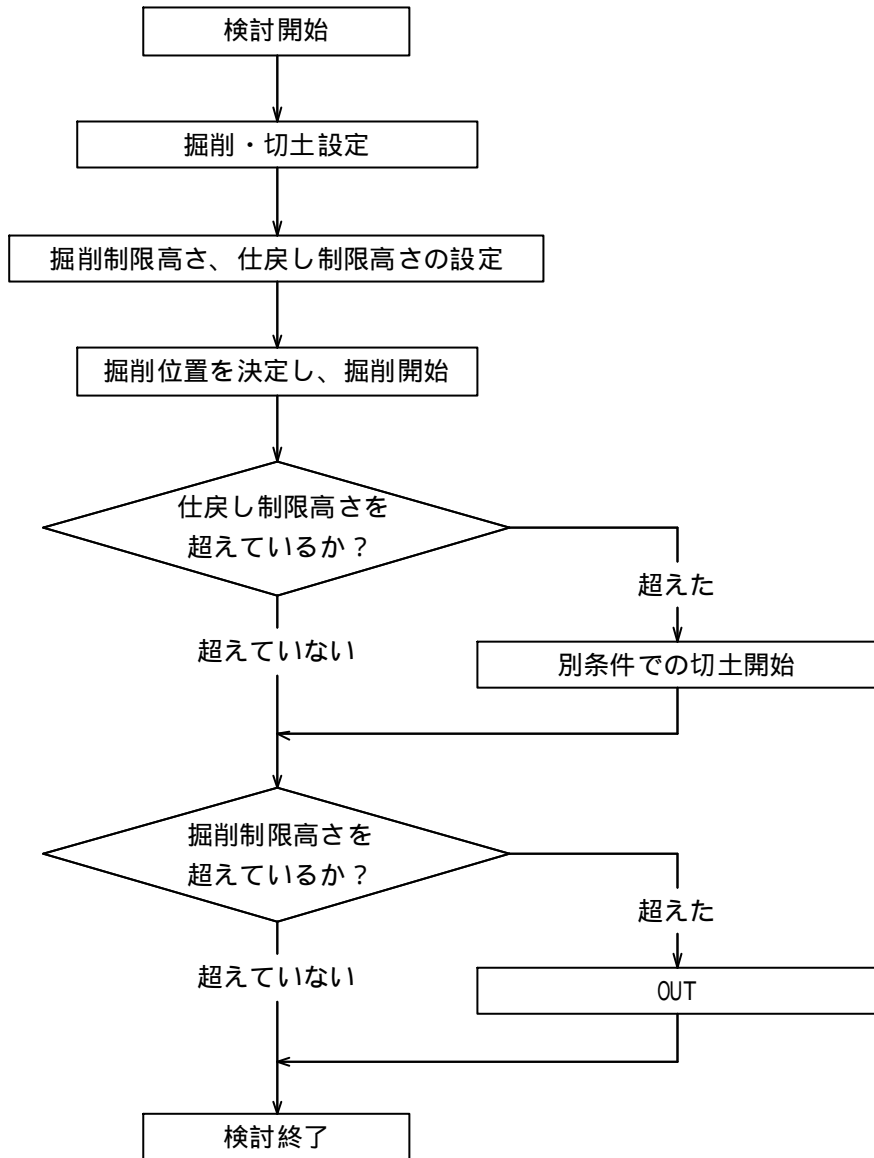 検討開始
掘削・切土設定
掘削制限高さ、仕戻し制限高さの設定
掘削位置を決定し、掘削開始
仕戻し制限高さを
超えているか？
超えた
超えていない
別条件での切土開始
掘削制限高さを
超えているか？
超えた
超えていない
OUT
検討終了